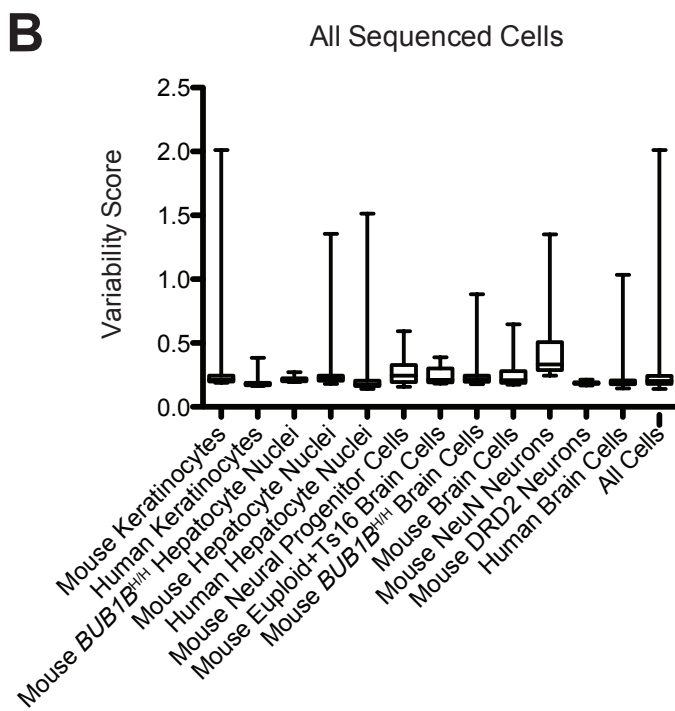 B
All Sequenced Cells
Variability Score
2.5
2.0
1.5
1.0
0.5
0.0
Mouse Keratinocytes
Human Keratinocytes
Mouse BUB1B^H/H Hepatocyte Nuclei
Mouse Hepatocyte Nuclei
Human Hepatocyte Nuclei
Mouse Neural Progenitor Cells
Mouse Euploid+Ts16 Brain Cells
Mouse BUB1B^H/H Brain Cells
Mouse Brain Cells
Mouse NeuN Neurons
Mouse DRD2 Neurons
Human Brain Cells
All Cells